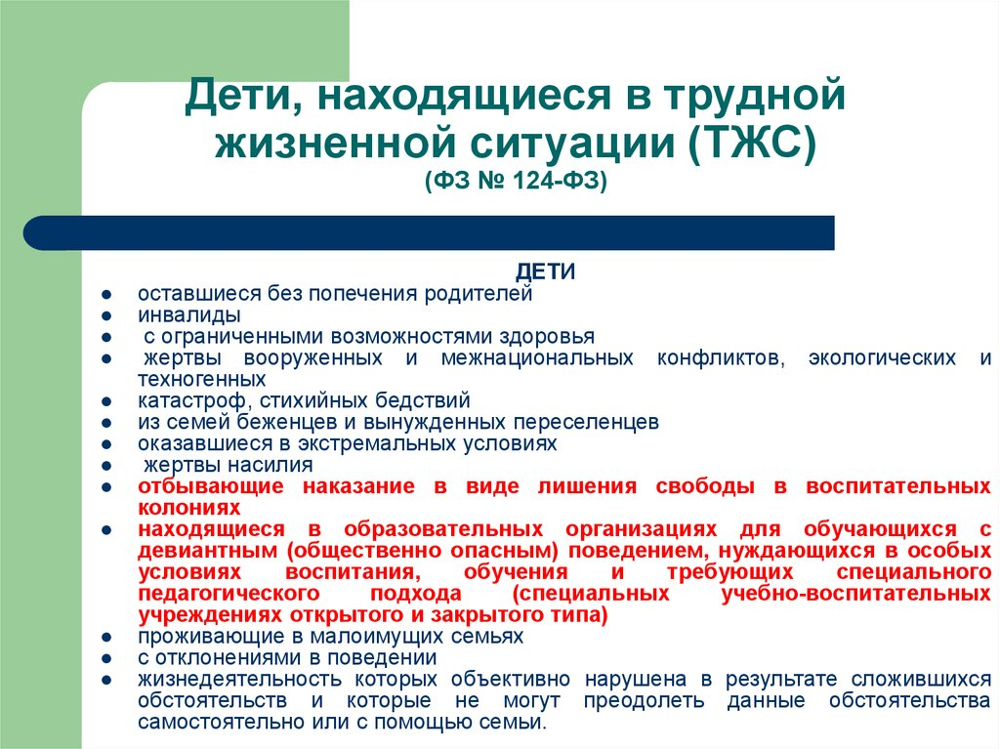 Дети, находящиеся в трудной
жизненной ситуации (ТЖС)
(ФЗ № 124-ФЗ)
ДЕТИ
оставшиеся без попечения родителей
инвалиды
с ограниченными возможностями здоровья
жертвы вооруженных и межнациональных конфликтов, экологических и
техногенных
катастроф, стихийных бедствий
из семей беженцев и вынужденных переселенцев
оказавшиеся в экстремальных условиях
жертвы насилия
отбывающие наказание в виде лишения свободы в воспитательных
колониях
находящиеся в образовательных организациях для обучающихся с
девиантным (общественно опасным) поведением, нуждающихся в особых
условиях воспитания, обучения и требующих специального
педагогического подхода (специальных учебно-воспитательных
учреждениях открытого и закрытого типа)
проживающие в малоимущих семьях
с отклонениями в поведении
жизнедеятельность которых объективно нарушена в результате сложившихся
обстоятельств и которые не могут преодолеть данные обстоятельства
самостоятельно или с помощью семьи.